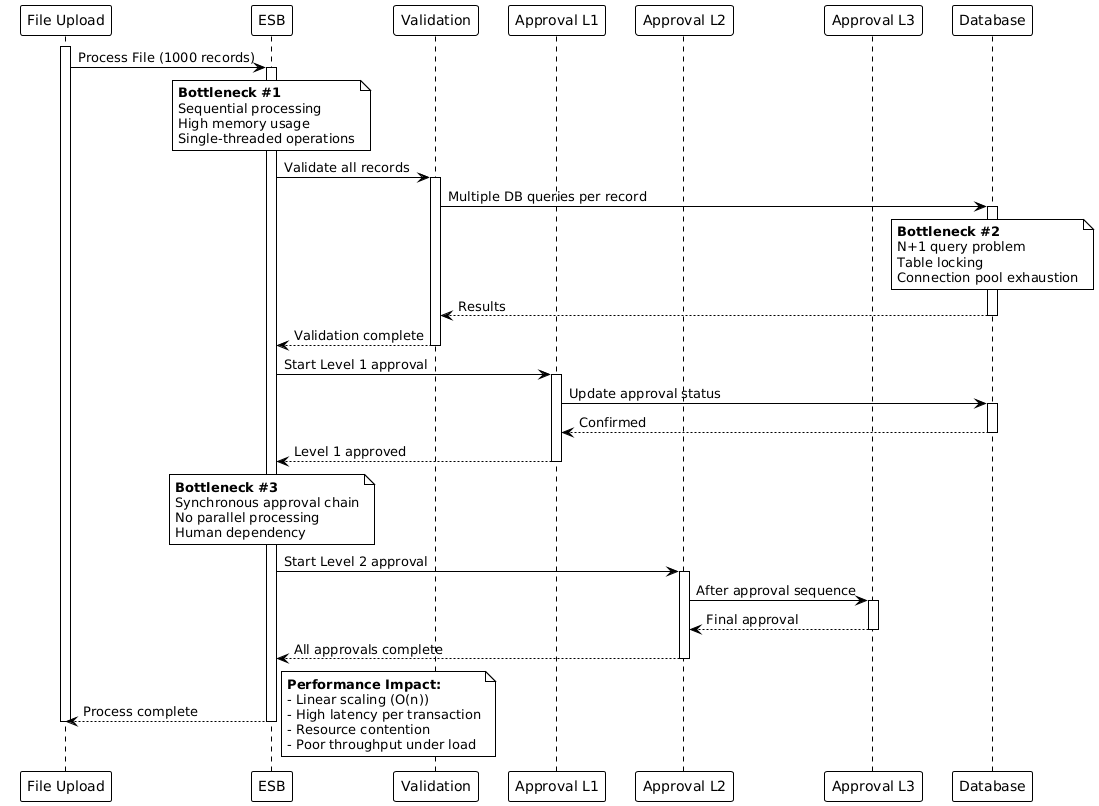 File Upload
ESB
Validation
Approval L1
Approval L2
Approval L3
Database
Process File (1000 records)
Bottleneck #1
Sequential processing
High memory usage
Single-threaded operations
Validate all records
Multiple DB queries per record
Bottleneck #2
N+1 query problem
Table locking
Connection pool exhaustion
Results
Validation complete
Start Level 1 approval
Update approval status
Confirmed
Level 1 approved
Bottleneck #3
Synchronous approval chain
No parallel processing
Human dependency
Start Level 2 approval
After approval sequence
Final approval
All approvals complete
Performance Impact:
- Linear scaling (O(n))
- High latency per transaction
- Resource contention
- Poor throughput under load
Process complete
File Upload
ESB
Validation
Approval L1
Approval L2
Approval L3
Database